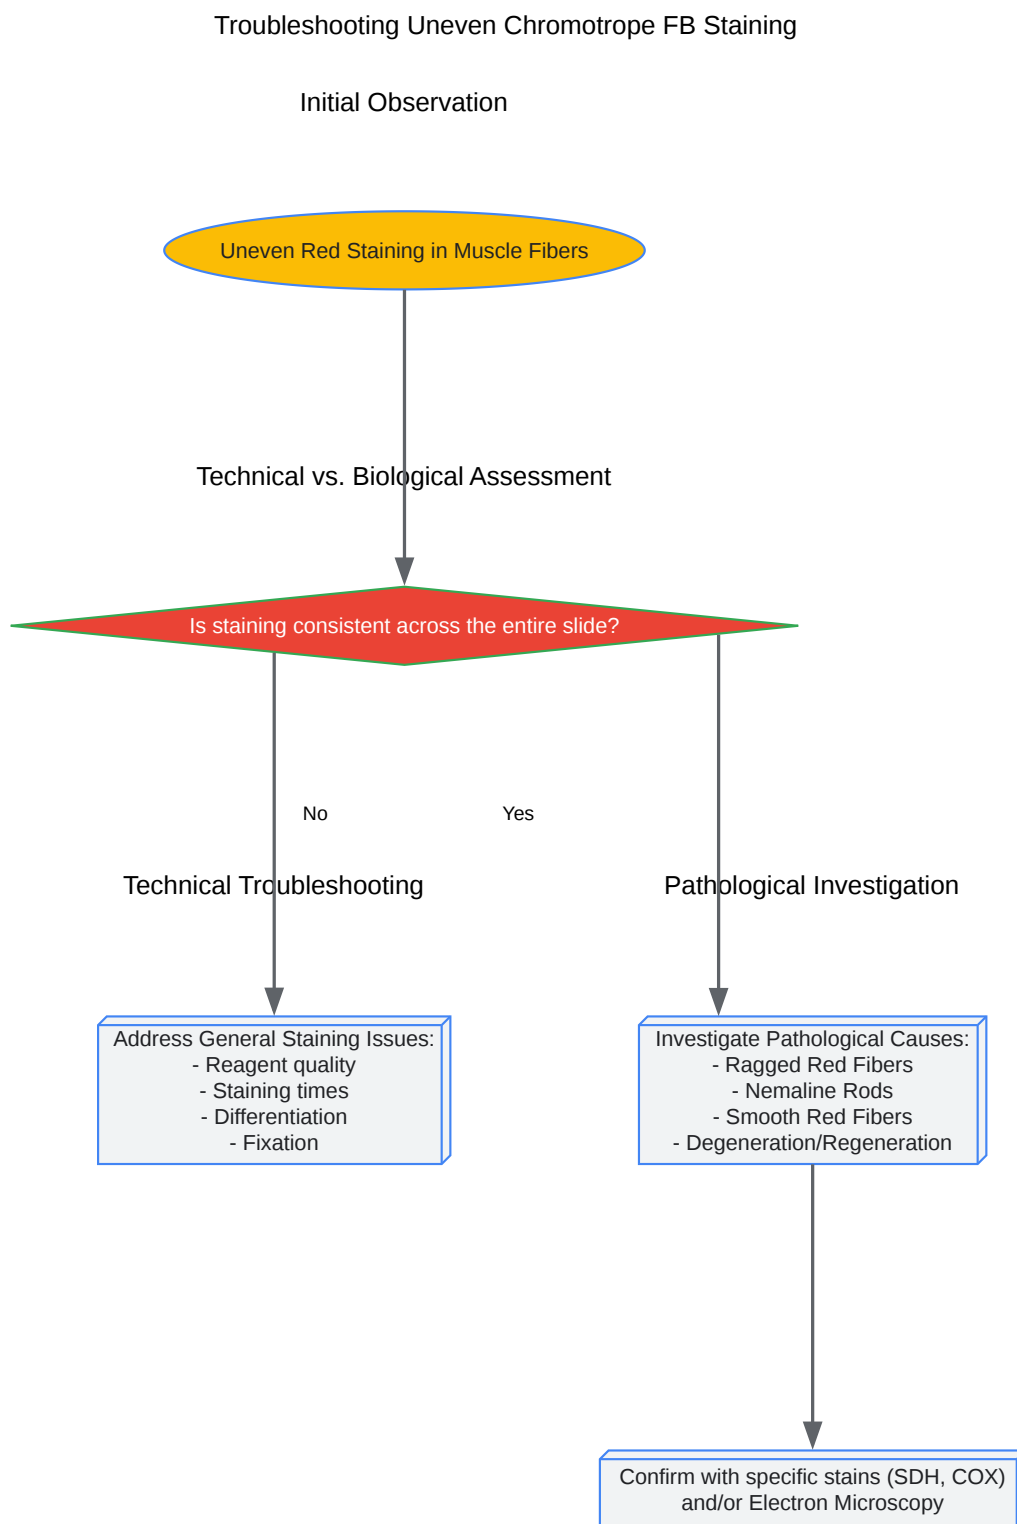 Troubleshooting Uneven Chromotrope FB Staining
Initial Observation
Uneven Red Staining in Muscle Fibers
Technical vs. Biological Assessment
Is staining consistent across the entire slide?
No
Yes
Technical Troubleshooting
Pathological Investigation
Address General Staining Issues:
- Reagent quality
- Staining times
- Differentiation
- Fixation
Investigate Pathological Causes:
- Ragged Red Fibers
- Nemaline Rods
- Smooth Red Fibers
- Degeneration/Regeneration
Confirm with specific stains (SDH, COX)
and/or Electron Microscopy